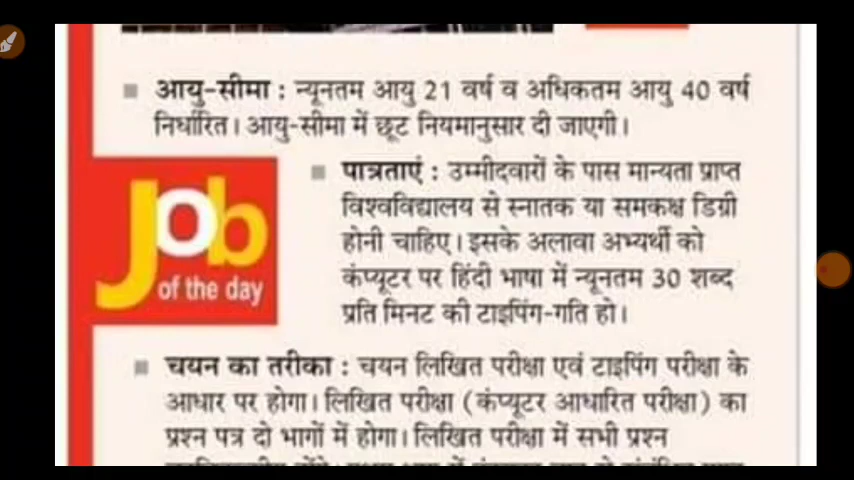 आयु-सीमा : न्यूनतम आयु 21 वर्ष व अधिकतम आयु 40 वर्ष
निर्धारित। आयु-सीमा में छूट नियमानुसार दी जाएगी।
Job
of the day
पात्रताएं : उम्मीदवारों के पास मान्यता प्राप्त
विश्वविद्यालय से स्नातक या समकक्ष डिग्री
होनी चाहिए। इसके अलावा अभ्यर्थी को
कंप्यूटर पर हिंदी भाषा में न्यूनतम 30 शब्द
प्रति मिनट की टाइपिंग-गति हो।
चयन का तरीका : चयन लिखित परीक्षा एवं टाइपिंग परीक्षा के
आधार पर होगा। लिखित परीक्षा (कंप्यूटर आधारित परीक्षा) का
प्रश्न पत्र दो भागों में होगा। लिखित परीक्षा में सभी प्रश्न